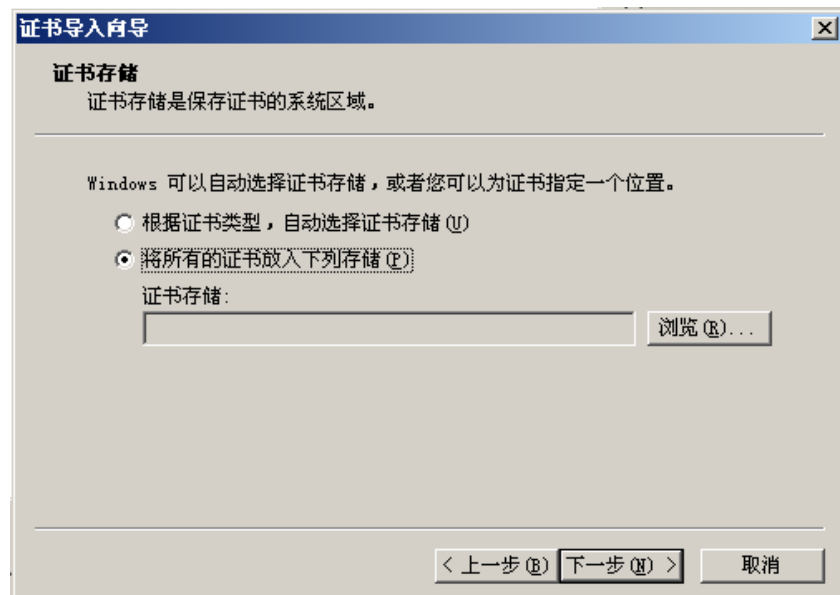 证书导入向导
证书存储
证书存储是保存证书的系统区域。
Windows 可以自动选择证书存储，或者您可以为证书指定一个位置。
根据证书类型，自动选择证书存储(U)
将所有的证书放入下列存储(P)
证书存储:
浏览(R)...
< 上一步(B) 下一步(N) > 取消